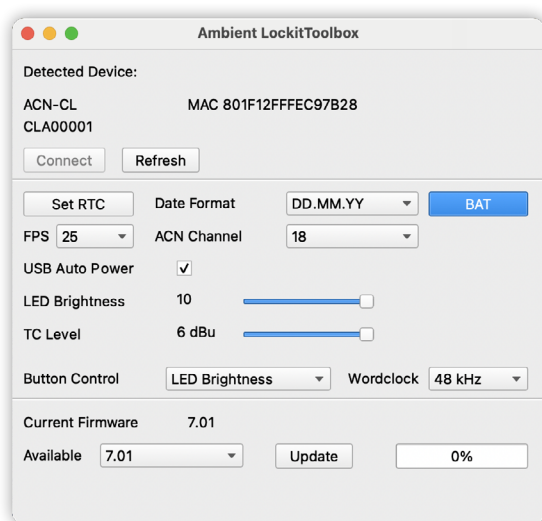 Ambient LockitToolbox
Detected Device:
ACN-CL MAC 801F12FFFEC97B28
CLA00001
Connect Refresh
Set RTC Date Format DD.MM.YY BAT
FPS 25 ACN Channel 18
USB Auto Power
LED Brightness 10
TC Level 6 dBu
Button Control LED Brightness Wordclock 48 kHz
Current Firmware 7.01
Available 7.01 Update 0%